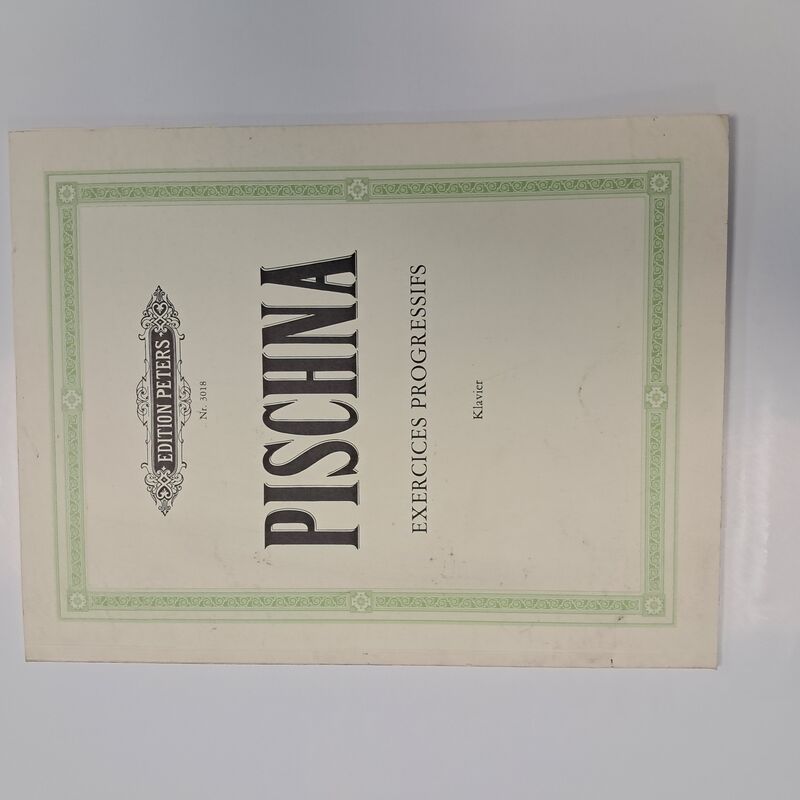 EDITION PETERS
Nr. 3018
PISCHNA
EXERCICES PROGRESSIFS
Klavier